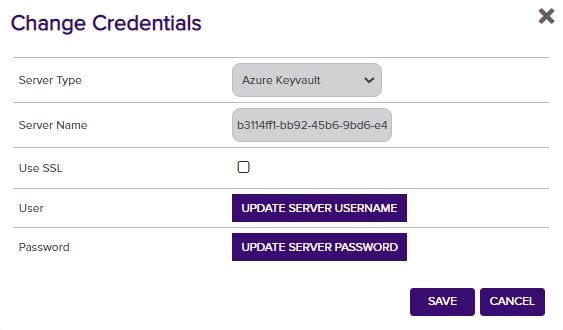 Change Credentials
Server Type
Azure Keyvault
Server Name
b3114ff1-bb92-45b6-9bd6-e4
Use SSL
User
UPDATE SERVER USERNAME
Password
UPDATE SERVER PASSWORD
SAVE
CANCEL